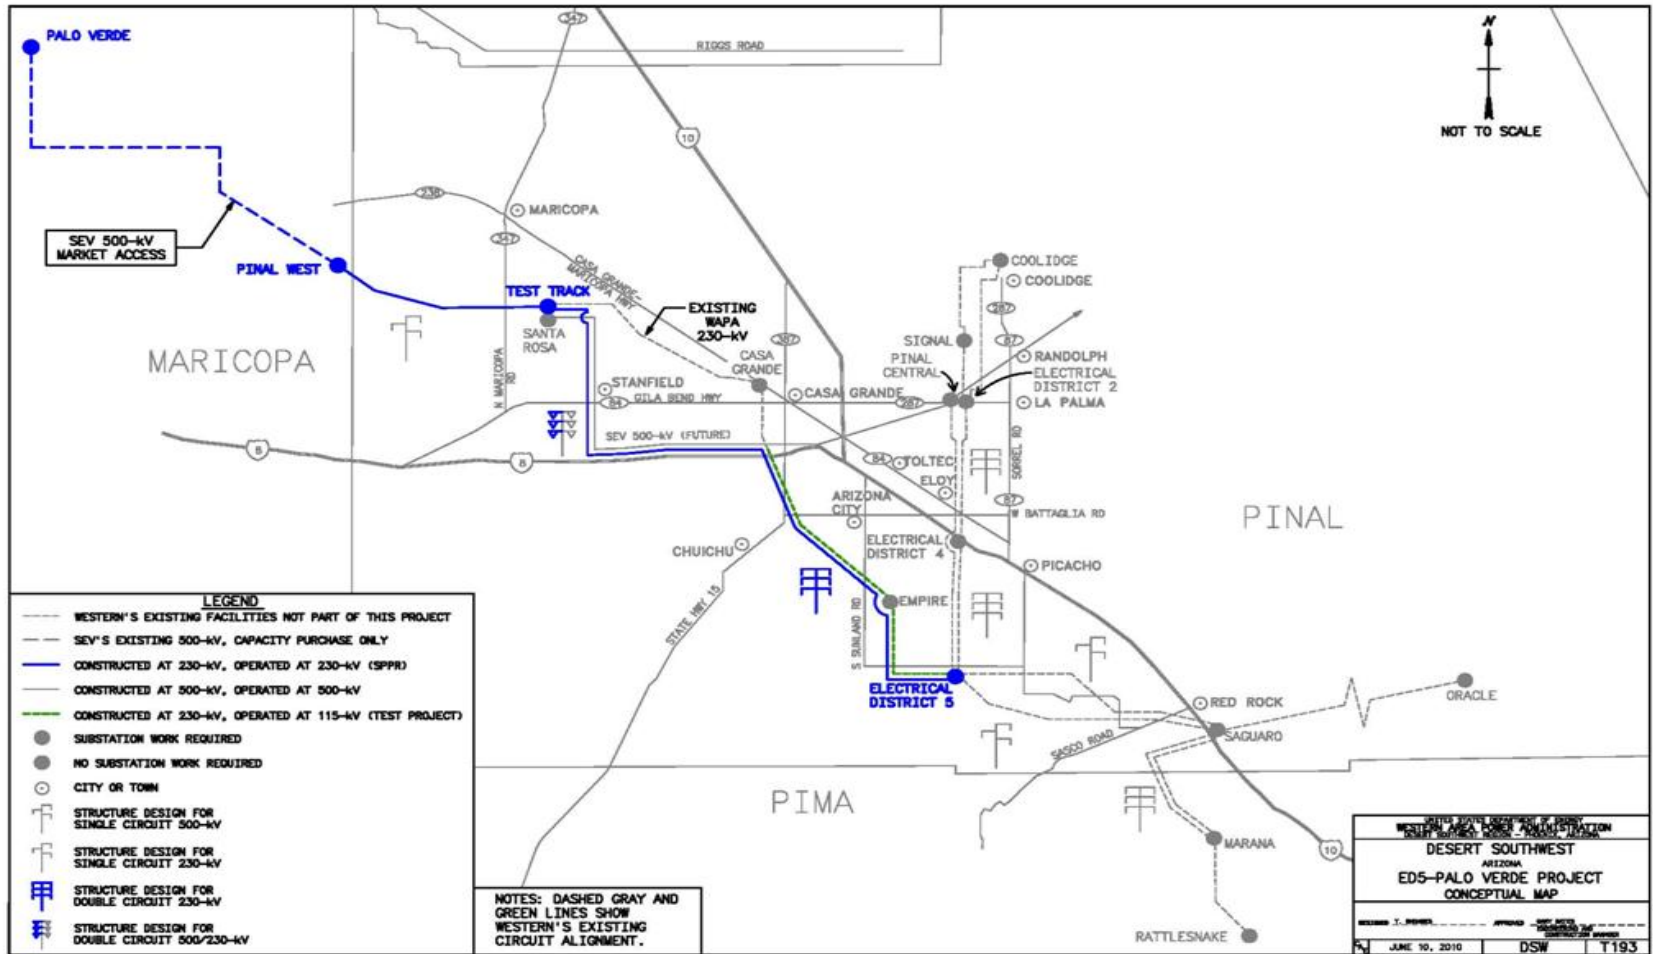 PALO VERDE
347
RIGGS ROAD
N
NOT TO SCALE
10
238
MARICOPA
347
SEV 500-kV
MARKET ACCESS
PINAL WEST
CASA GRANDE-
MARICOPA HWY
COOLIDGE
COOLIDGE
TEST TRACK
EXISTING
WAPA
230-kV
287
SANTA
ROSA
387
SIGNAL
87
MARICOPA
CASA
GRANDE
PINAL
CENTRAL
RANDOLPH
ELECTRICAL
DISTRICT 2
N MARICOPA
RD
STANFIELD
84
GILA BEND HWY
CASA GRANDE
287
LA PALMA
SEV 500-kV (FUTURE)
SORREL RD
8
8
84
TOLTEC
ELOY
ARIZONA
CITY
87
W BATTAGLIA RD
PINAL
CHUICHU
ELECTRICAL
DISTRICT 4
PICACHO
STATE HWY 15
EMPIRE
S SUNLAND RD
ELECTRICAL
DISTRICT 5
ORACLE
RED ROCK
SAGUARO
SASCO ROAD
PIMA
MARANA
10
RATTLESNAKE
LEGEND
WESTERN'S EXISTING FACILITIES NOT PART OF THIS PROJECT
SEV'S EXISTING 500-kV, CAPACITY PURCHASE ONLY
CONSTRUCTED AT 230-kV, OPERATED AT 230-kV (SPPR)
CONSTRUCTED AT 500-kV, OPERATED AT 500-kV
CONSTRUCTED AT 230-kV, OPERATED AT 115-kV (TEST PROJECT)
SUBSTATION WORK REQUIRED
NO SUBSTATION WORK REQUIRED
CITY OR TOWN
STRUCTURE DESIGN FOR
SINGLE CIRCUIT 500-kV
STRUCTURE DESIGN FOR
SINGLE CIRCUIT 230-kV
STRUCTURE DESIGN FOR
DOUBLE CIRCUIT 230-kV
STRUCTURE DESIGN FOR
DOUBLE CIRCUIT 500/230-kV
NOTES: DASHED GRAY AND
GREEN LINES SHOW
WESTERN'S EXISTING
CIRCUIT ALIGNMENT.
UNITED STATES DEPARTMENT OF ENERGY
WESTERN AREA POWER ADMINISTRATION
DESERT SOUTHWEST REGION - PHOENIX, ARIZONA
DESERT SOUTHWEST
ARIZONA
ED5-PALO VERDE PROJECT
CONCEPTUAL MAP
APPROVED
JUNE 10, 2010
DSW
T193